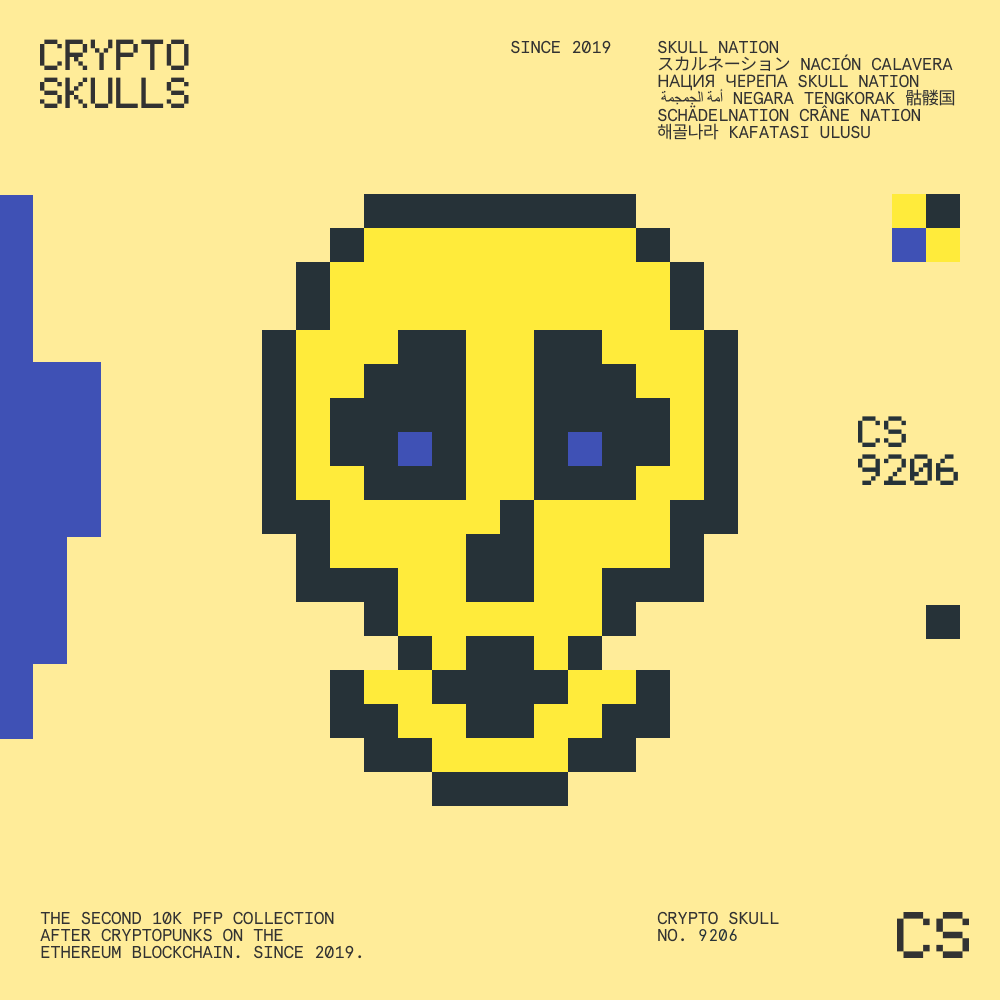 CRYPTO
SKULLS
SINCE 2019
SKULL NATION
スカルネーション NACIÓN CALAVERA
НАЦИЯ ЧЕРЕПА SKULL NATION
أمة الجمجمة NEGARA TENGKORAK 骷髅国
SCHÄDELNATION CRÂNE NATION
해골나라 KAFATASI ULUSU
CS
9206
THE SECOND 10K PFP COLLECTION
AFTER CRYPTOPUNKS ON THE
ETHEREUM BLOCKCHAIN. SINCE 2019.
CRYPTO SKULL
NO. 9206
CS